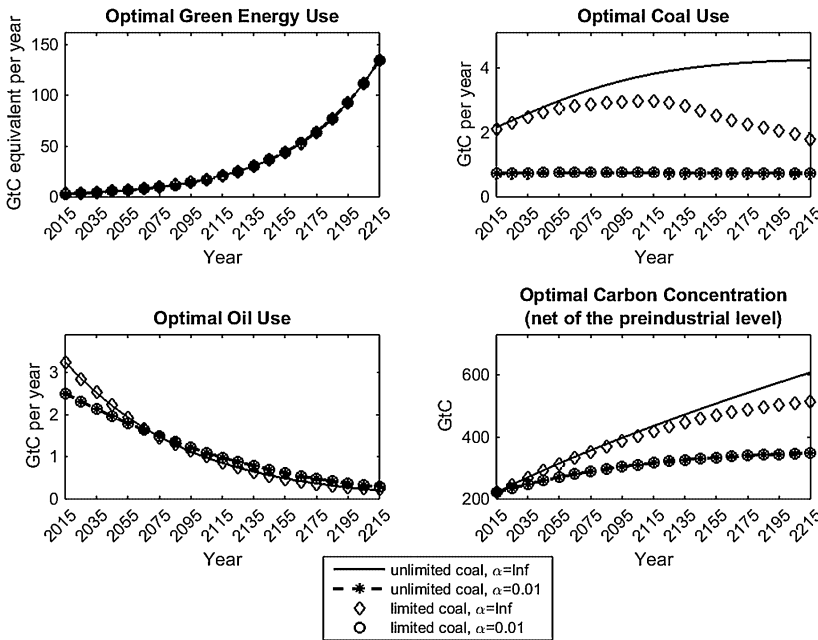 Optimal Green Energy Use
GtC equivalent per year
150
100
50
0
2015 2035 2055 2075 2095 2115 2135 2155 2175 2195 2215
Year
Optimal Coal Use
GtC per year
4
2
0
2015 2035 2055 2075 2095 2115 2135 2155 2175 2195 2215
Year
Optimal Oil Use
GtC per year
3
2
1
0
2015 2035 2055 2075 2095 2115 2135 2155 2175 2195 2215
Year
Optimal Carbon Concentration
(net of the preindustrial level)
GtC
600
400
200
2015 2035 2055 2075 2095 2115 2135 2155 2175 2195 2215
Year
unlimited coal, α=Inf
unlimited coal, α=0.01
limited coal, α=Inf
limited coal, α=0.01